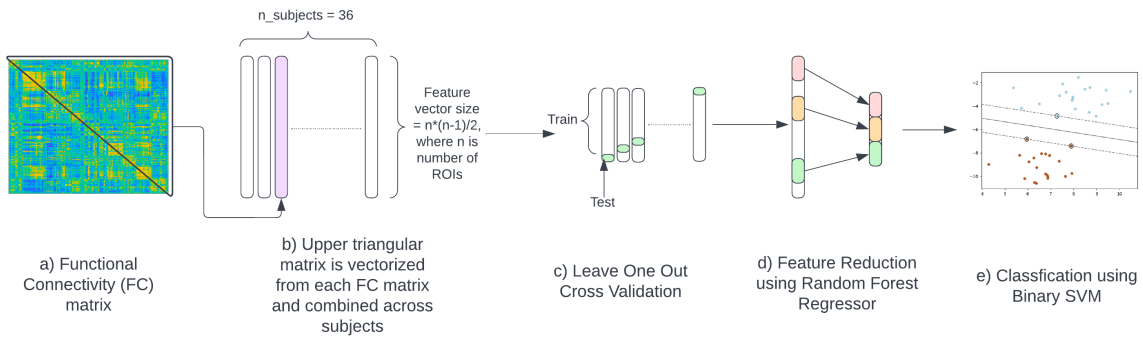 n_subjects = 36
Feature
vector size
= n*(n-1)/2,
where n is
number of
ROIs
Train
Test
−2
−4
−6
−8
−10
4
5
6
7
8
9
10
a) Functional
Connectivity (FC)
matrix
b) Upper triangular
matrix is vectorized
from each FC matrix
and combined across
subjects
c) Leave One Out
Cross Validation
d) Feature Reduction
using Random Forest
Regressor
e) Classfication using
Binary SVM